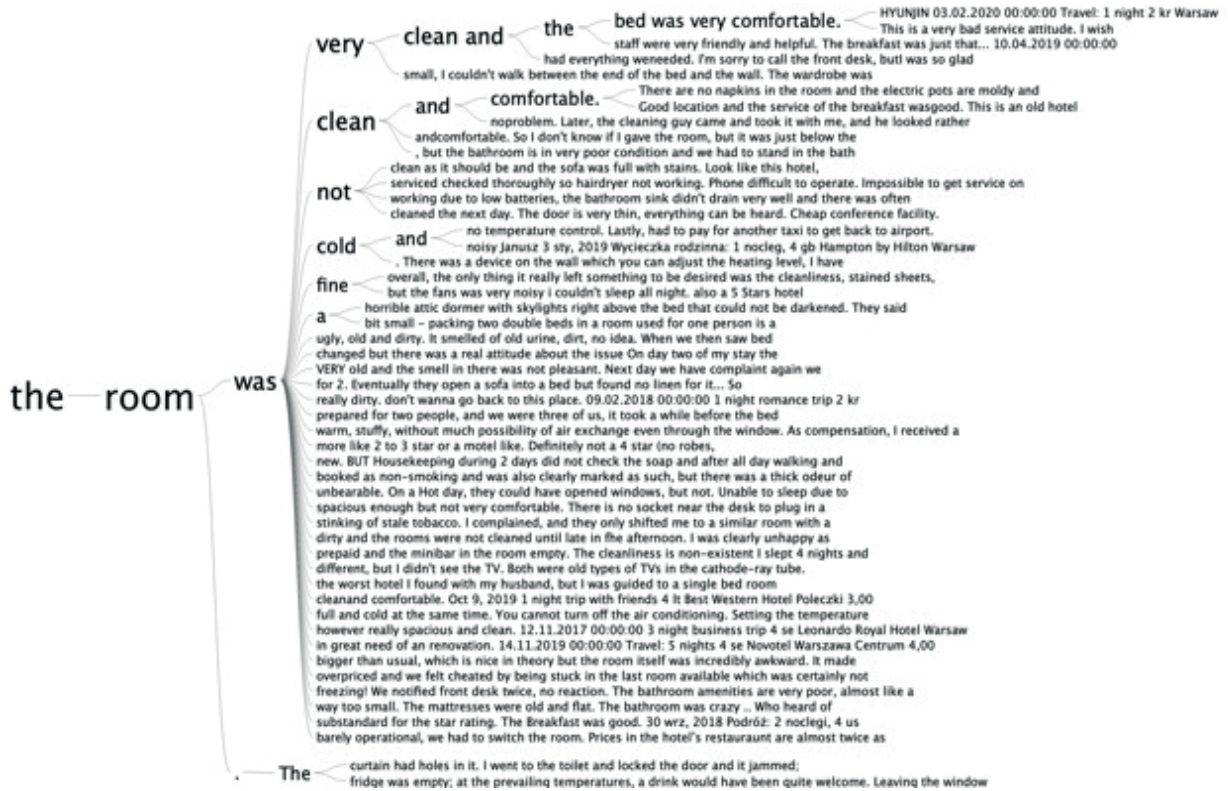 the room
was
very
clean and
the
bed was very comfortable.
HYUNJIN 03.02.2020 00:00:00 Travel: 1 night 2 kr Warsaw
This is a very bad service attitude. I wish
staff were very friendly and helpful. The breakfast was just that... 10.04.2019 00:00:00
had everything weneeded. I'm sorry to call the front desk, butI was so glad
small, I couldn't walk between the end of the bed and the wall. The wardrobe was
clean
and
comfortable.
There are no napkins in the room and the electric pots are moldy and
Good location and the service of the breakfast wasgood. This is an old hotel
noproblem. Later, the cleaning guy came and took it with me, and he looked rather
andcomfortable. So I don't know if I gave the room, but it was just below the
, but the bathroom is in very poor condition and we had to stand in the bath
not
clean as it should be and the sofa was full with stains. Look like this hotel,
serviced checked thoroughly so hairdryer not working. Phone difficult to operate. Impossible to get service on
working due to low batteries, the bathroom sink didn't drain very well and there was often
cleaned the next day. The door is very thin, everything can be heard. Cheap conference facility.
cold
and
no temperature control. Lastly, had to pay for another taxi to get back to airport.
noisy Janusz 3 sty, 2019 Wycieczka rodzinna: 1 nocleg, 4 gb Hampton by Hilton Warsaw
. There was a device on the wall which you can adjust the heating level, I have
fine
overall, the only thing it really left something to be desired was the cleanliness, stained sheets,
but the fans was very noisy i couldn't sleep all night. also a 5 Stars hotel
a
horrible attic dormer with skylights right above the bed that could not be darkened. They said
bit small – packing two double beds in a room used for one person is a
ugly, old and dirty. It smelled of old urine, dirt, no idea. When we then saw bed
changed but there was a real attitude about the issue On day two of my stay the
VERY old and the smell in there was not pleasant. Next day we have complaint again we
for 2. Eventually they open a sofa into a bed but found no linen for it... So
really dirty. don't wanna go back to this place. 09.02.2018 00:00:00 1 night romance trip 2 kr
prepared for two people, and we were three of us, it took a while before the bed
warm, stuffy, without much possibility of air exchange even through the window. As compensation, I received a
more like 2 to 3 star or a motel like. Definitely not a 4 star (no robes,
new. BUT Housekeeping during 2 days did not check the soap and after all day walking and
booked as non-smoking and was also clearly marked as such, but there was a thick odeur of
unbearable. On a Hot day, they could have opened windows, but not. Unable to sleep due to
spacious enough but not very comfortable. There is no socket near the desk to plug in a
stinking of stale tobacco. I complained, and they only shifted me to a similar room with a
dirty and the rooms were not cleaned until late in fhe afternoon. I was clearly unhappy as
prepaid and the minibar in the room empty. The cleanliness is non-existent I slept 4 nights and
different, but I didn't see the TV. Both were old types of TVs in the cathode-ray tube.
the worst hotel I found with my husband, but I was guided to a single bed room
cleanand comfortable. Oct 9, 2019 1 night trip with friends 4 lt Best Western Hotel Poleczki 3,00
full and cold at the same time. You cannot turn off the air conditioning. Setting the temperature
however really spacious and clean. 12.11.2017 00:00:00 3 night business trip 4 se Leonardo Royal Hotel Warsaw
in great need of an renovation. 14.11.2019 00:00:00 Travel: 5 nights 4 se Novotel Warszawa Centrum 4,00
bigger than usual, which is nice in theory but the room itself was incredibly awkward. It made
overpriced and we felt cheated by being stuck in the last room available which was certainly not
freezing! We notified front desk twice, no reaction. The bathroom amenities are very poor, almost like a
way too small. The mattresses were old and flat. The bathroom was crazy .. Who heard of
substandard for the star rating. The Breakfast was good. 30 wrz, 2018 Podróż: 2 noclegi, 4 us
barely operational, we had to switch the room. Prices in the hotel's restauraunt are almost twice as
. The
curtain had holes in it. I went to the toilet and locked the door and it jammed;
fridge was empty; at the prevailing temperatures, a drink would have been quite welcome. Leaving the window